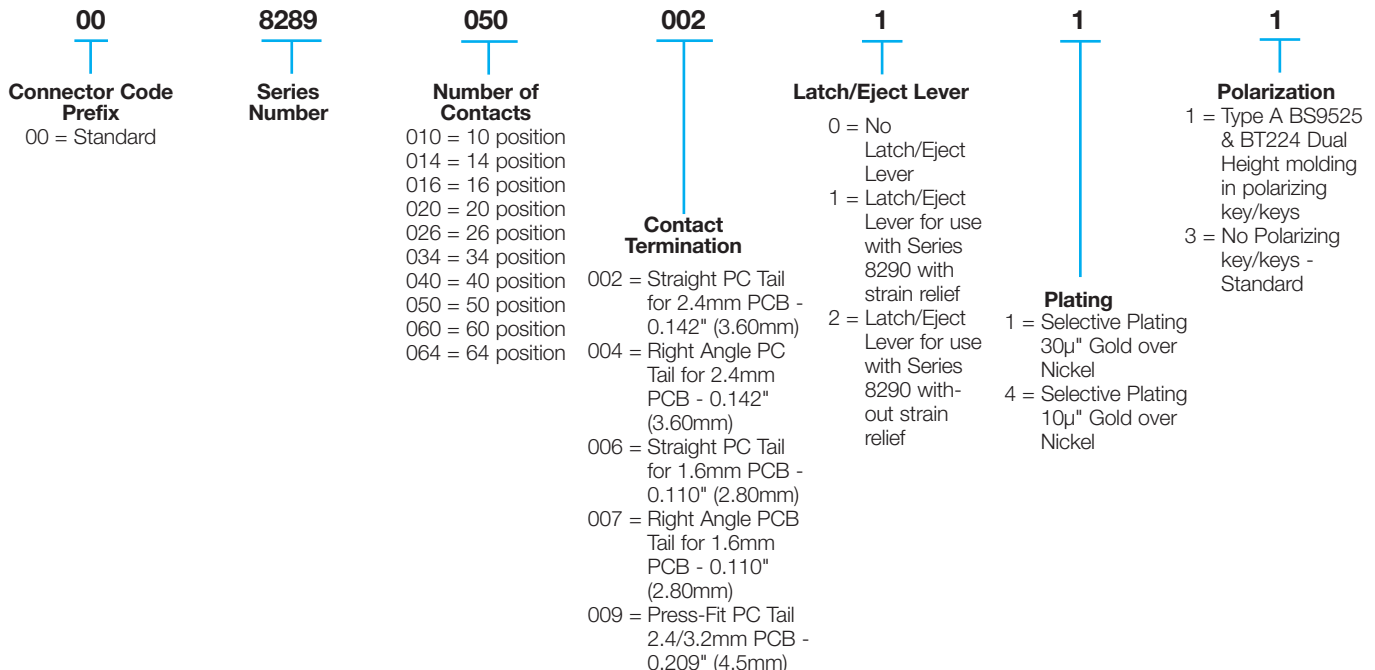 00
8289
050
002
1
1
1
Connector Code
Prefix
00 = Standard
Series
Number
Number of
Contacts
010 = 10 position
014 = 14 position
016 = 16 position
020 = 20 position
026 = 26 position
034 = 34 position
040 = 40 position
050 = 50 position
060 = 60 position
064 = 64 position
Contact
Termination
002 = Straight PC Tail
for 2.4mm PCB -
0.142" (3.60mm)
004 = Right Angle PC
Tail for 2.4mm
PCB - 0.142"
(3.60mm)
006 = Straight PC Tail
for 1.6mm PCB -
0.110" (2.80mm)
007 = Right Angle PCB
Tail for 1.6mm
PCB - 0.110"
(2.80mm)
009 = Press-Fit PC Tail
2.4/3.2mm PCB -
0.209" (4.5mm)
Latch/Eject Lever
0 = No
Latch/Eject
Lever
1 = Latch/Eject
Lever for use
with Series
8290 with
strain relief
2 = Latch/Eject
Lever for use
with Series
8290 with-
out strain
relief
Plating
1 = Selective Plating
30µ" Gold over
Nickel
4 = Selective Plating
10µ" Gold over
Nickel
Polarization
1 = Type A BS9525
& BT224 Dual
Height molding
in polarizing
key/keys
3 = No Polarizing
key/keys -
Standard